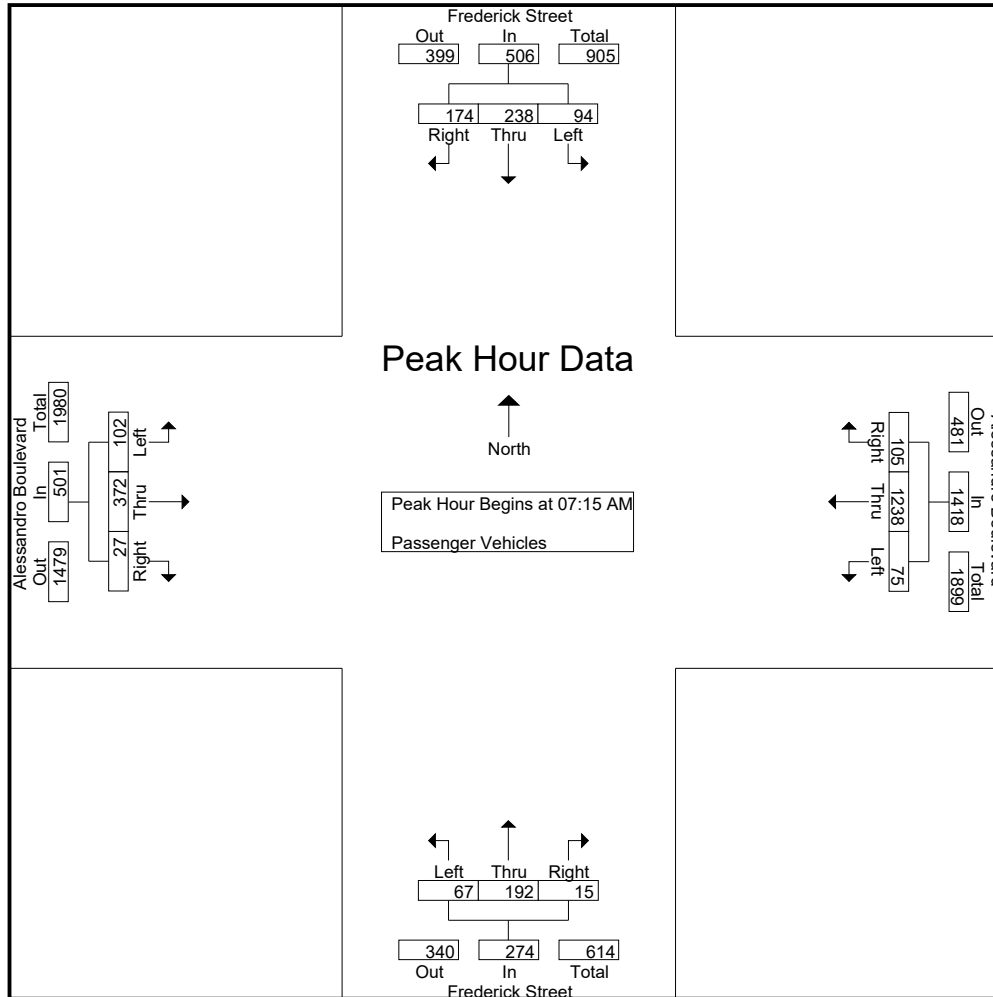 Frederick Street
Out In Total
399 506 905
174 238 94
Right Thru Left
Peak Hour Data
North
Peak Hour Begins at 07:15 AM
Passenger Vehicles
Alessandro Boulevard
Total In Out
1980 501 1479
102 372 27
Left Thru Right
Out In Total
481 1418 1899
105 1238 75
Right Thru Left
Left Thru Right
67 192 15
340 274 614
Out In Total
Frederick Street